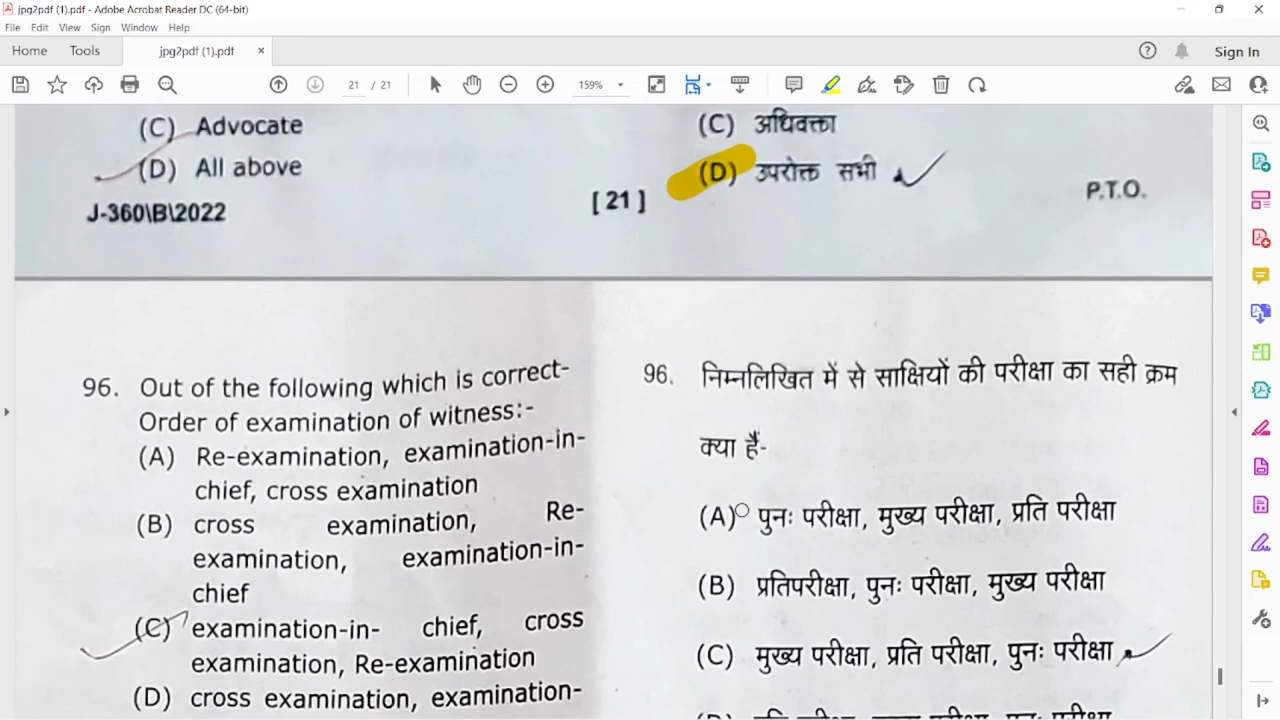 jpg2pdf (1).pdf - Adobe Acrobat Reader DC (64-bit)
File Edit View Sign Window Help
Home Tools jpg2pdf (1).pdf × Sign In
21 / 21 159%
(C) Advocate
(D) All above
J-360\B\2022
(C) अधिवक्ता
(D) उपरोक्त सभी
[ 21 ]
P.T.O.
96. Out of the following which is correct-
Order of examination of witness:-
(A) Re-examination, examination-in-
chief, cross examination
(B) cross examination, Re-
examination, examination-in-
chief
(C) examination-in- chief, cross
examination, Re-examination
(D) cross examination, examination-
96. निम्नलिखित में से साक्षियों की परीक्षा का सही क्रम
क्या हैं-
(A) पुनः परीक्षा, मुख्य परीक्षा, प्रति परीक्षा
(B) प्रतिपरीक्षा, पुनः परीक्षा, मुख्य परीक्षा
(C) मुख्य परीक्षा, प्रति परीक्षा, पुनः परीक्षा